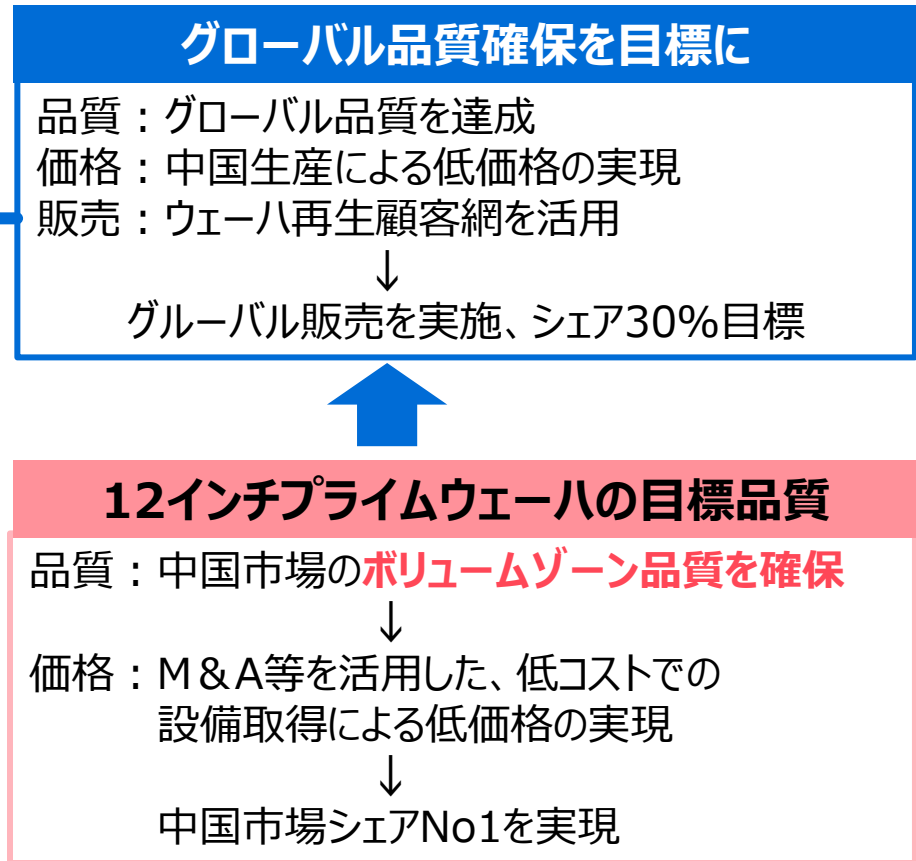 グローバル品質確保を目標に
品質：グローバル品質を達成
価格：中国生産による低価格の実現
販売：ウェーハ再生顧客網を活用
↓
グルーバル販売を実施、シェア30%目標
12インチプライムウェーハの目標品質
品質：中国市場のボリュームゾーン品質を確保
↓
価格：M＆A等を活用した、低コストでの
設備取得による低価格の実現
↓
中国市場シェアNo1を実現